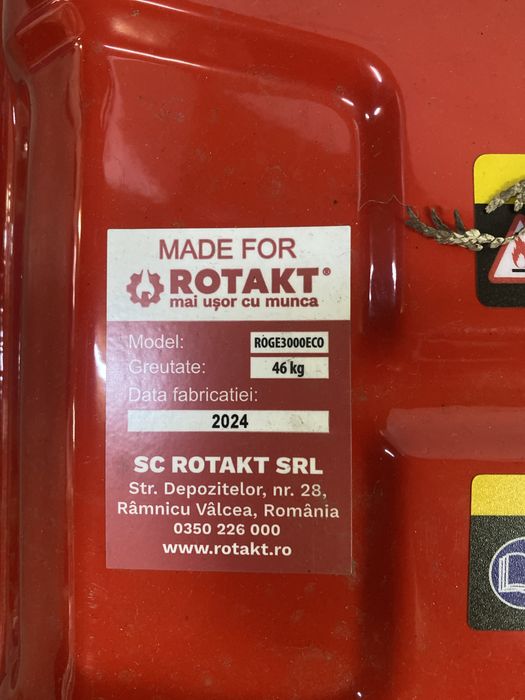 MADE FOR
ROTAKT®
mai ușor cu munca
Model: ROGE3000ECO
Greutate: 46 kg
Data fabricatiei:
2024
SC ROTAKT SRL
Str. Depozitelor, nr. 28,
Râmnicu Vâlcea, România
0350 226 000
www.rotakt.ro